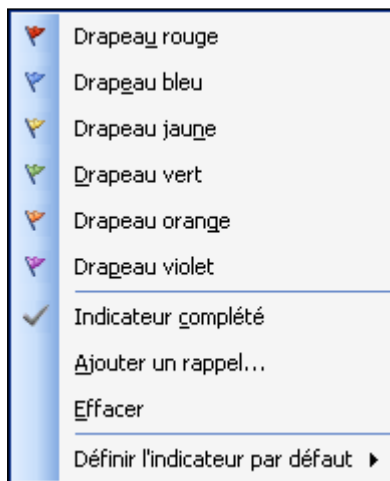 Drapeau rouge
Drapeau bleu
Drapeau jaune
Drapeau vert
Drapeau orange
Drapeau violet
Indicateur complété
Ajouter un rappel...
Effacer
Définir l'indicateur par défaut